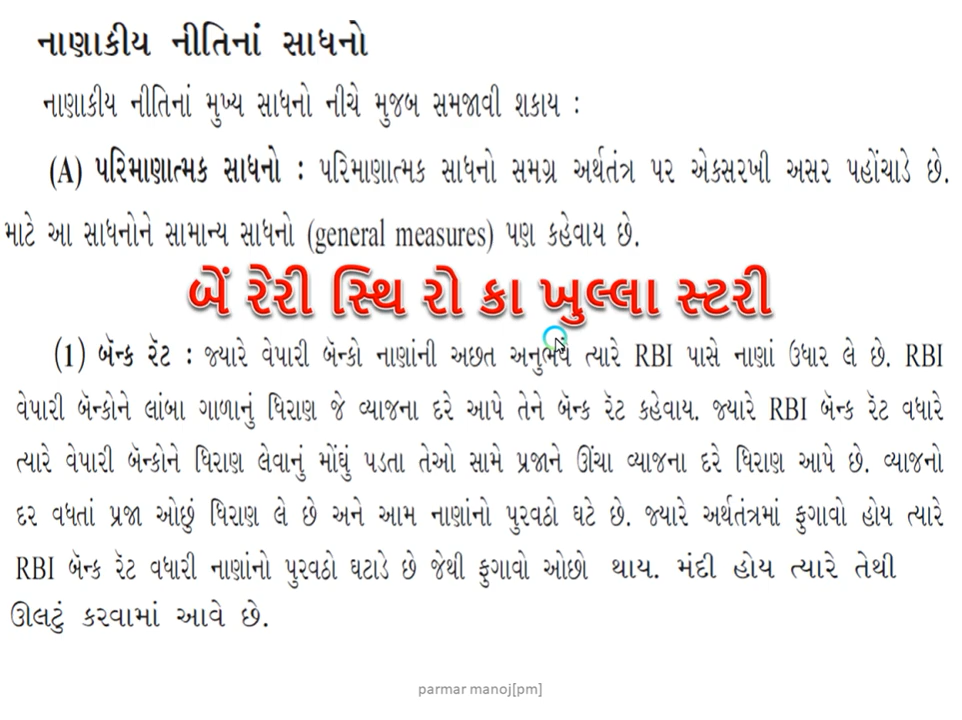 નાણાકીય નીતિનાં સાધનો
નાણાકીય નીતિનાં મુખ્ય સાધનો નીચે મુજબ સમજાવી શકાય :
(A) પરિમાણાત્મક સાધનો : પરિમાણાત્મક સાધનો સમગ્ર અર્થતંત્ર પર એકસરખી અસર પહોંચાડે છે.
માટે આ સાધનોને સામાન્ય સાધનો (general measures) પણ કહેવાય છે.
બેં રેરી સ્થિ રો કા ખુલ્લા સ્ટરી
(1) બૅન્ક રૅટ : જ્યારે વેપારી બૅન્કો નાણાંની અછત અનુભવે ત્યારે RBI પાસે નાણાં ઉધાર લે છે. RBI
વેપારી બૅન્કોને લાંબા ગાળાનું ધિરાણ જે વ્યાજના દરે આપે તેને બૅન્ક રૅટ કહેવાય. જ્યારે RBI બૅન્ક રૅટ વધારે
ત્યારે વેપારી બૅન્કોને ધિરાણ લેવાનું મોંઘું પડતા તેઓ સામે પ્રજાને ઊંચા વ્યાજના દરે ધિરાણ આપે છે. વ્યાજનો
દર વધતાં પ્રજા ઓછું ધિરાણ લે છે અને આમ નાણાંનો પુરવઠો ઘટે છે. જ્યારે અર્થતંત્રમાં ફુગાવો હોય ત્યારે
RBI બૅન્ક રૅટ વધારી નાણાંનો પુરવઠો ઘટાડે છે જેથી ફુગાવો ઓછો થાય. મંદી હોય ત્યારે તેથી
ઊલટું કરવામાં આવે છે.
parmar manoj[pm]